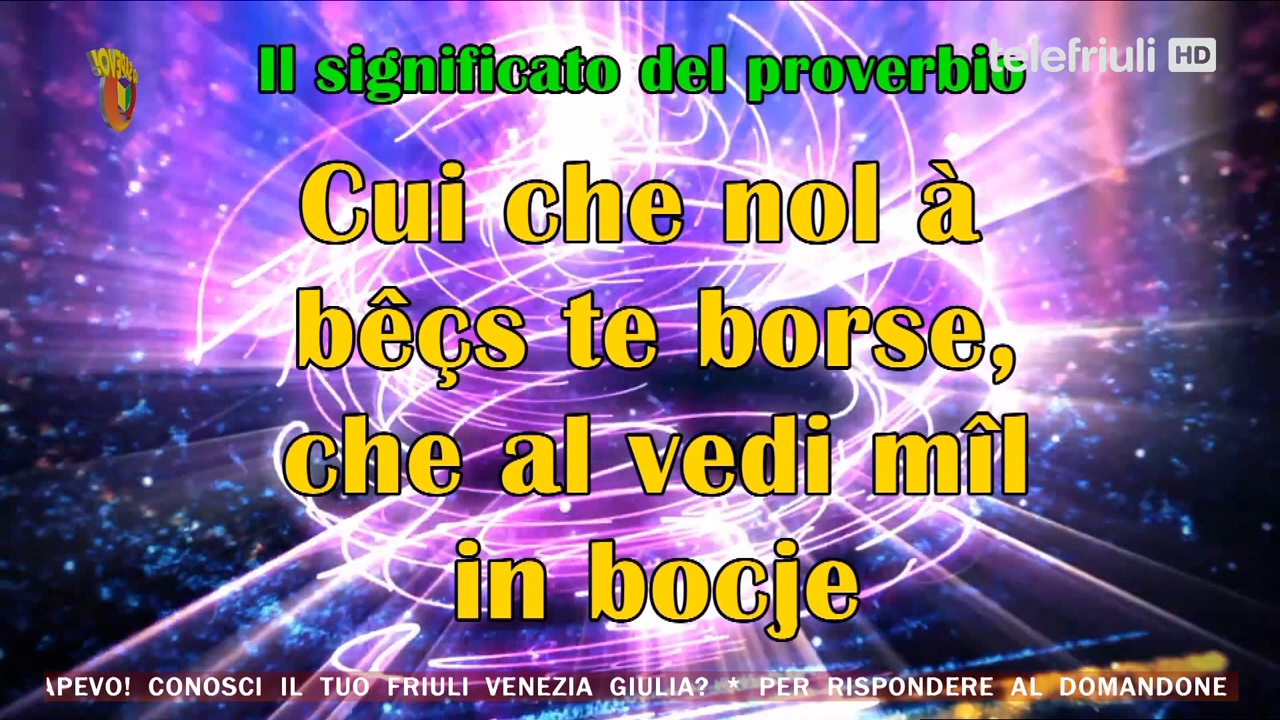 telefriuli HD
Il significato del proverbio
Cui che nol à
bêçs te borse,
che al vedi mîl
in bocje
APEVO! CONOSCI IL TUO FRIULI VENEZIA GIULIA? * PER RISPONDERE AL DOMANDONE